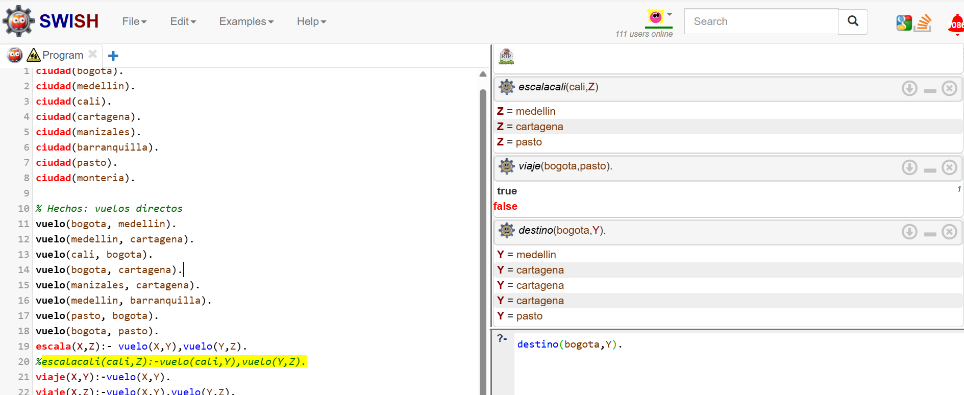 SWISH File Edit Examples Help 111 users online Search
Program
1 ciudad(bogota).
2 ciudad(medellin).
3 ciudad(cali).
4 ciudad(cartagena).
5 ciudad(manizales).
6 ciudad(barranquilla).
7 ciudad(pasto).
8 ciudad(monteria).
9
10 % Hechos: vuelos directos
11 vuelo(bogota, medellin).
12 vuelo(medellin, cartagena).
13 vuelo(cali, bogota).
14 vuelo(bogota, cartagena).
15 vuelo(manizales, cartagena).
16 vuelo(medellin, barranquilla).
17 vuelo(pasto, bogota).
18 vuelo(bogota, pasto).
19 escala(X,Z):- vuelo(X,Y),vuelo(Y,Z).
20 %escalacali(cali,Z):-vuelo(cali,Y),vuelo(Y,Z).
21 viaje(X,Y):-vuelo(X,Y).
22 viaje(X,Z):-vuelo(X,Y),vuelo(Y,Z).
escalacali(cali,Z)
Z = medellin
Z = cartagena
Z = pasto
viaje(bogota,pasto).
true 1
false
destino(bogota,Y).
Y = medellin
Y = cartagena
Y = cartagena
Y = cartagena
Y = pasto
?- destino(bogota,Y).